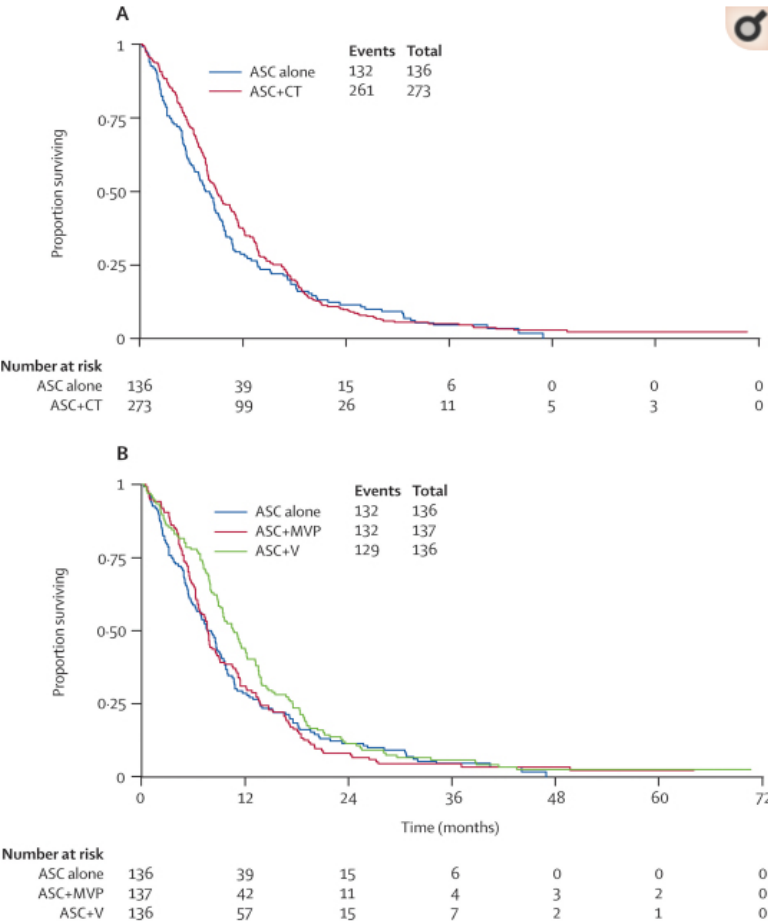 A
Events Total
ASC alone 132 136
ASC+CT 261 273
Proportion surviving
1
0·75
0·50
0·25
0
Number at risk
ASC alone 136 39 15 6 0 0 0
ASC+CT 273 99 26 11 5 3 0
B
Events Total
ASC alone 132 136
ASC+MVP 132 137
ASC+V 129 136
Proportion surviving
1
0·75
0·50
0·25
0
0 12 24 36 48 60 72
Time (months)
Number at risk
ASC alone 136 39 15 6 0 0 0
ASC+MVP 137 42 11 4 3 2 0
ASC+V 136 57 15 7 2 1 0